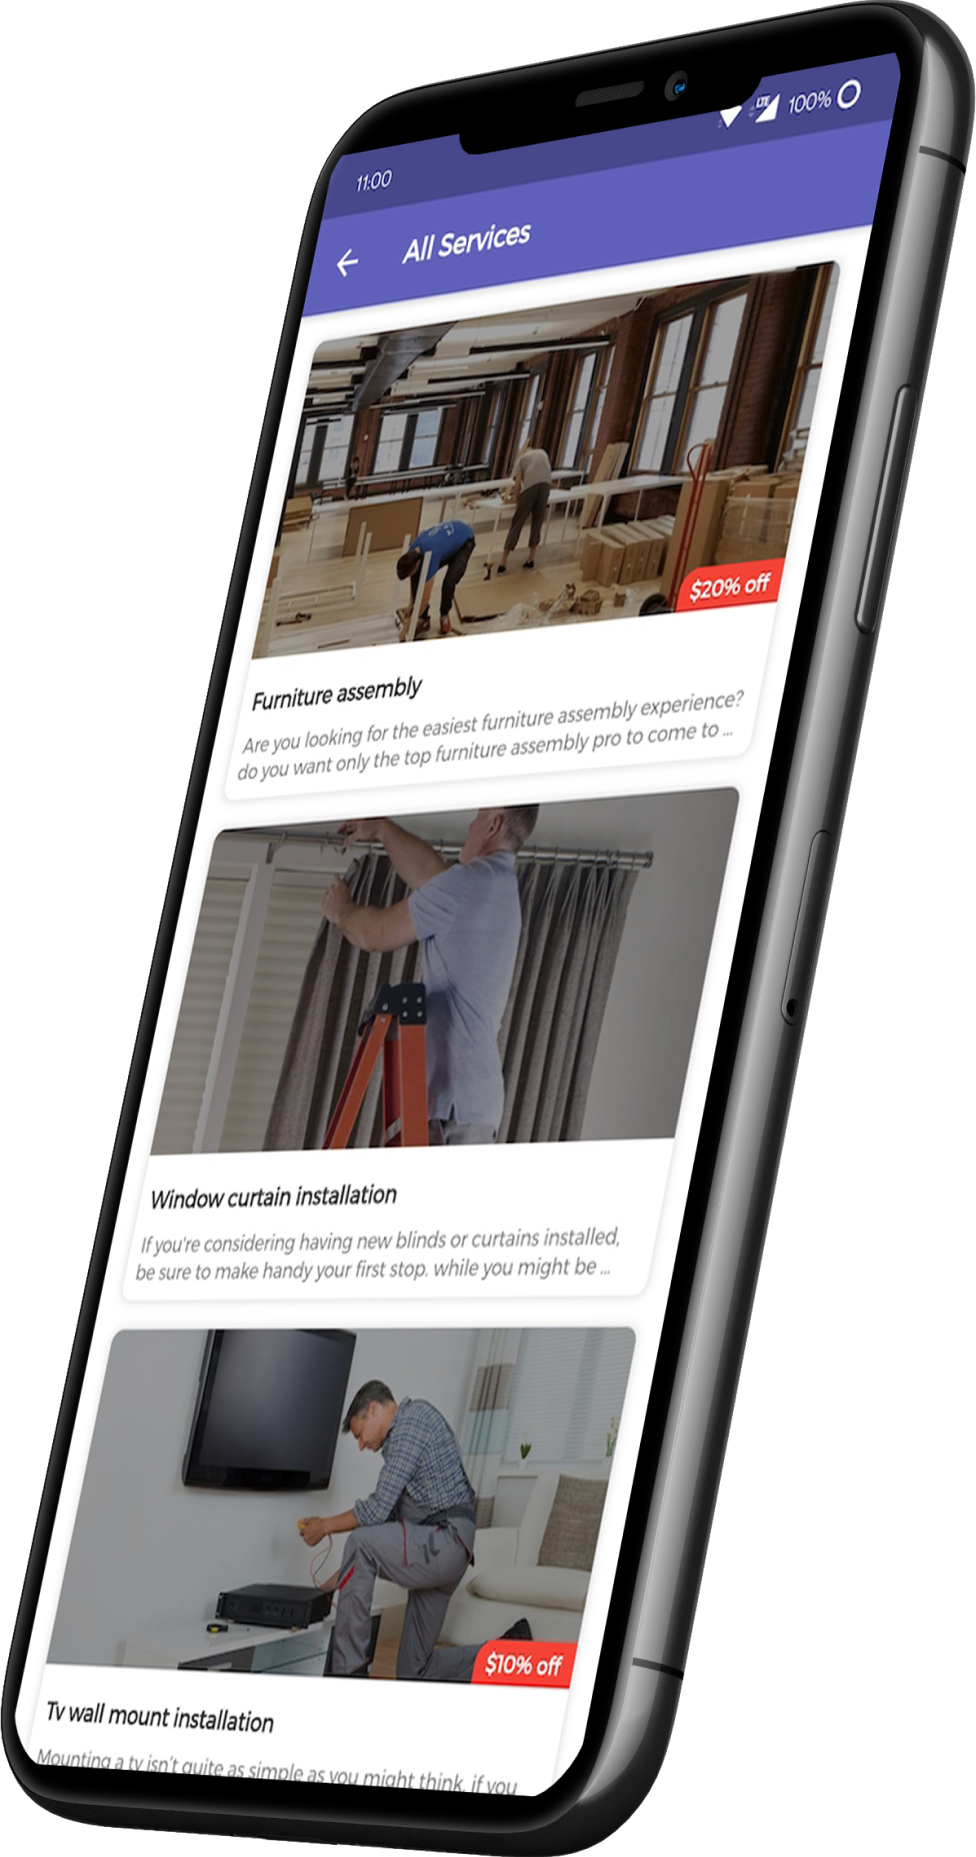 11:00
LTE 100%
All Services
$20% off
Furniture assembly
Are you looking for the easiest furniture assembly experience?
do you want only the top furniture assembly pro to come to ...
Window curtain installation
If you're considering having new blinds or curtains installed,
be sure to make handy your first stop. while you might be ...
$10% off
Tv wall mount installation
Mounting a tv isn't quite as simple as you might think. if you